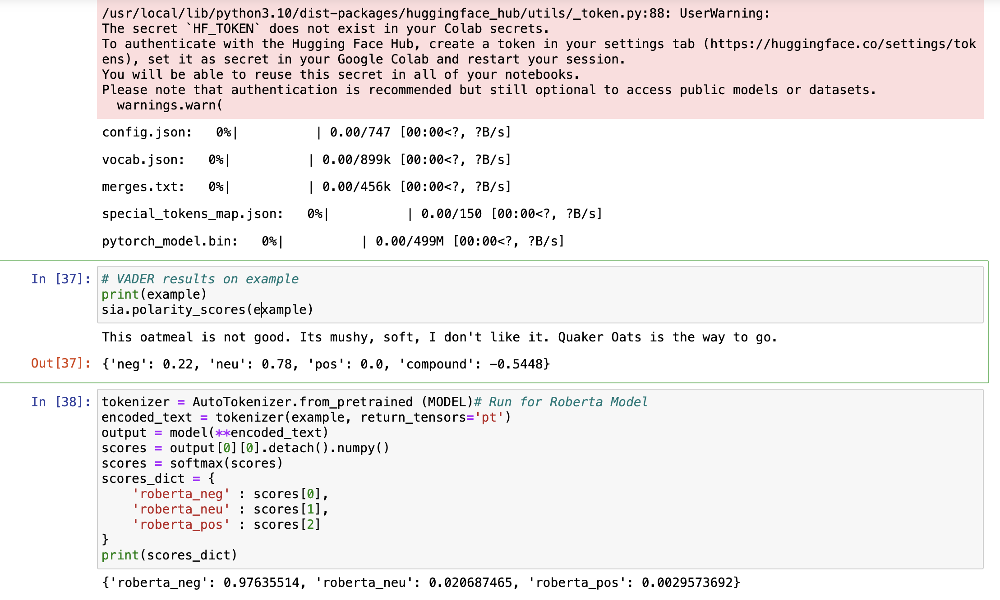 /usr/local/lib/python3.10/dist-packages/huggingface_hub/utils/_token.py:88: UserWarning:
The secret `HF_TOKEN` does not exist in your Colab secrets.
To authenticate with the Hugging Face Hub, create a token in your settings tab (https://huggingface.co/settings/tok
ens), set it as secret in your Google Colab and restart your session.
You will be able to reuse this secret in all of your notebooks.
Please note that authentication is recommended but still optional to access public models or datasets.
  warnings.warn(
config.json:   0%|          | 0.00/747 [00:00<?, ?B/s]
vocab.json:   0%|          | 0.00/899k [00:00<?, ?B/s]
merges.txt:   0%|          | 0.00/456k [00:00<?, ?B/s]
special_tokens_map.json:   0%|          | 0.00/150 [00:00<?, ?B/s]
pytorch_model.bin:   0%|          | 0.00/499M [00:00<?, ?B/s]
In [37]: # VADER results on example
print(example)
sia.polarity_scores(example)
This oatmeal is not good. Its mushy, soft, I don't like it. Quaker Oats is the way to go.
Out[37]: {'neg': 0.22, 'neu': 0.78, 'pos': 0.0, 'compound': -0.5448}
In [38]: tokenizer = AutoTokenizer.from_pretrained (MODEL)# Run for Roberta Model
encoded_text = tokenizer(example, return_tensors='pt')
output = model(**encoded_text)
scores = output[0][0].detach().numpy()
scores = softmax(scores)
scores_dict = {
    'roberta_neg' : scores[0],
    'roberta_neu' : scores[1],
    'roberta_pos' : scores[2]
}
print(scores_dict)
{'roberta_neg': 0.97635514, 'roberta_neu': 0.020687465, 'roberta_pos': 0.0029573692}